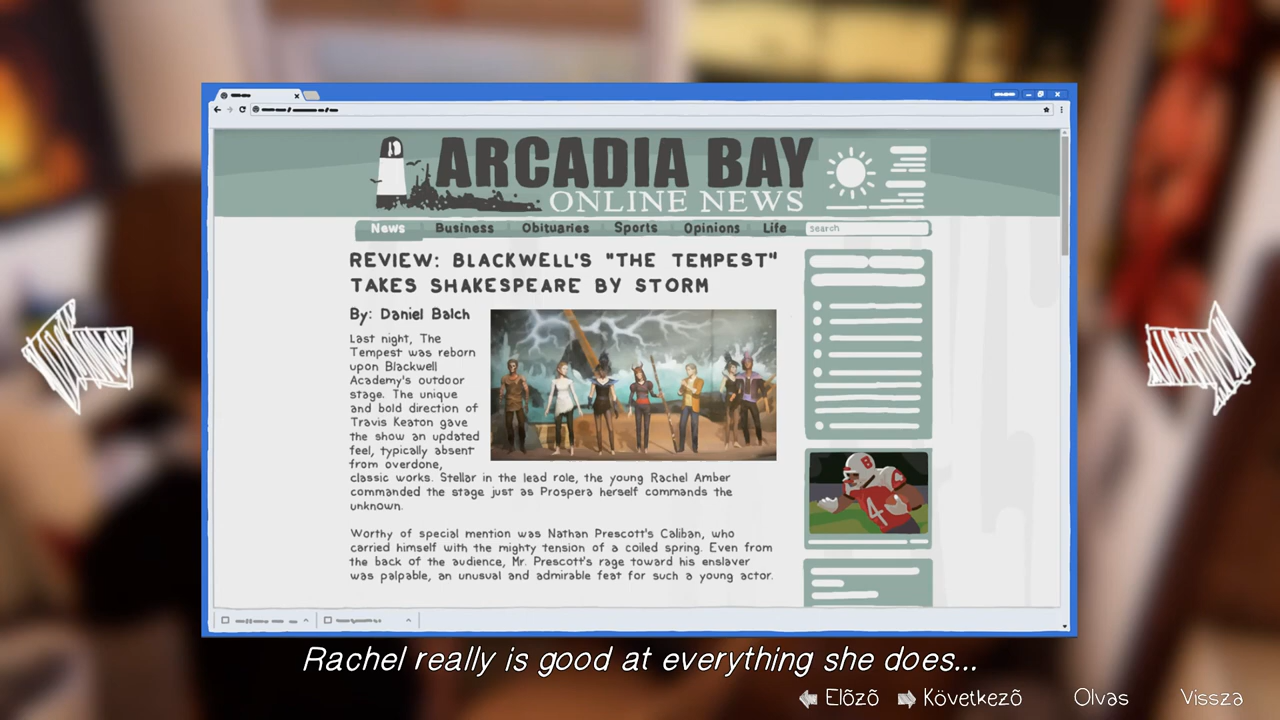 ARCADIA BAY
ONLINE NEWS
News Business Obituaries Sports Opinions Life search
REVIEW: BLACKWELL'S "THE TEMPEST"
TAKES SHAKESPEARE BY STORM
By: Daniel Balch
Last night, The
Tempest was reborn
upon Blackwell
Academy's outdoor
stage. The unique
and bold direction of
Travis Keaton gave
the show an updated
feel, typically absent
from overdone,
classic works. Stellar in the lead role, the young Rachel Amber
commanded the stage just as Prospera herself commands the
unknown.
Worthy of special mention was Nathan Prescott's Caliban, who
carried himself with the mighty tension of a coiled spring. Even from
the back of the audience, Mr. Prescott's rage toward his enslaver
was palpable, an unusual and admirable feat for such a young actor.
B
4
Rachel really is good at everything she does...
Elõzõ Következõ Olvas Vissza